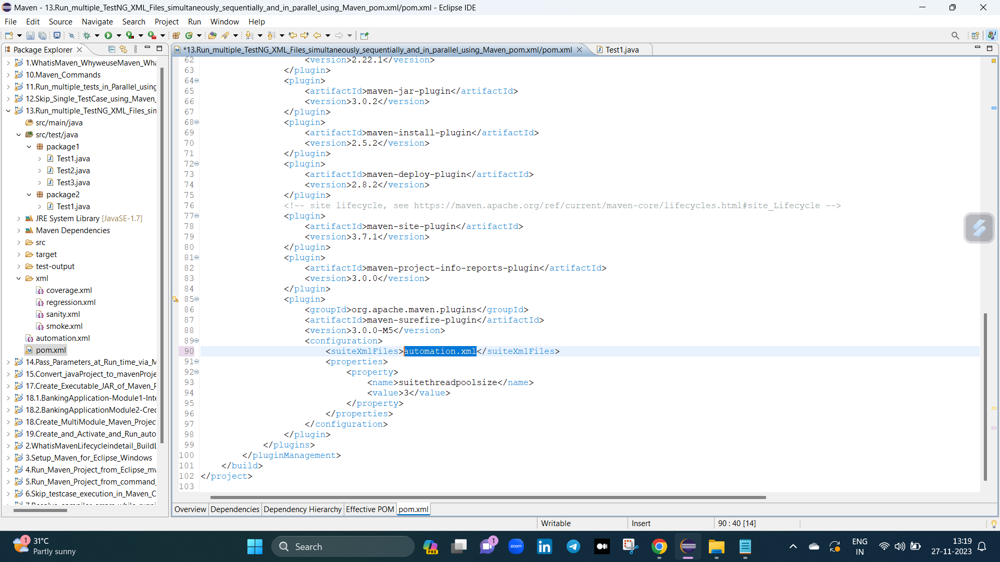 Maven - 13.Run_multiple_TestNG_XML_Files_simultaneously_sequentially_and_in_parallel_using_Maven_pom.xml/pom.xml - Eclipse IDE
File Edit Source Navigate Search Project Run Window Help
Package Explorer
1.WhatisMaven_WhyweuseMaven_Wha
10.Maven_Commands
11.Run_multiple_tests_in_Parallel_using
12.Skip_Single_TestCase_using_Maven_
13.Run_multiple_TestNG_XML_Files_sim
src/main/java
src/test/java
package1
Test1.java
Test2.java
Test3.java
package2
Test1.java
JRE System Library [JavaSE-1.7]
Maven Dependencies
src
target
test-output
xml
coverage.xml
regression.xml
sanity.xml
smoke.xml
automation.xml
pom.xml
14.Pass_Parameters_at_Run_time_via_M
15.Convert_javaProject_to_mavenProje
17.Create_Executable_JAR_of_Maven_P
18.1.BankingApplication-Module1-Inte
18.2.BankingApplicationModule2-Crec
18.Create_MultiModule_Maven_Projec
19.Create_and_Activate_and_Run_auto
2.WhatisMavenLifecycleindetail_BuildL
3.Setup_Maven_for_Eclipse_Windows
4.Run_Maven_Project_from_Eclipse_mv
5.Run_Maven_Project_from_command_
6.Skip_testcase_execution_in_Maven_C
*13.Run_multiple_TestNG_XML_Files_simultaneously_sequentially_and_in_parallel_using_Maven_pom.xml/pom.xml
Test1.java
62 <version>2.22.1</version>
63 </plugin>
64 <plugin>
65 <artifactId>maven-jar-plugin</artifactId>
66 <version>3.0.2</version>
67 </plugin>
68 <plugin>
69 <artifactId>maven-install-plugin</artifactId>
70 <version>2.5.2</version>
71 </plugin>
72 <plugin>
73 <artifactId>maven-deploy-plugin</artifactId>
74 <version>2.8.2</version>
75 </plugin>
76 <!-- site lifecycle, see https://maven.apache.org/ref/current/maven-core/lifecycles.html#site_Lifecycle -->
77 <plugin>
78 <artifactId>maven-site-plugin</artifactId>
79 <version>3.7.1</version>
80 </plugin>
81 <plugin>
82 <artifactId>maven-project-info-reports-plugin</artifactId>
83 <version>3.0.0</version>
84 </plugin>
85 <plugin>
86 <groupId>org.apache.maven.plugins</groupId>
87 <artifactId>maven-surefire-plugin</artifactId>
88 <version>3.0.0-M5</version>
89 <configuration>
90 <suiteXmlFiles>automation.xml</suiteXmlFiles>
91 <properties>
92 <property>
93 <name>suitethreadpoolsize</name>
94 <value>3</value>
95 </property>
96 </properties>
97 </configuration>
98 </plugin>
99 </plugins>
100 </pluginManagement>
101 </build>
102 </project>
103
Overview Dependencies Dependency Hierarchy Effective POM pom.xml
Writable Insert 90 : 40 [14]
1
31°C
Partly sunny
Search
PRE
1
zoom
ENG
IN
13:19
27-11-2023